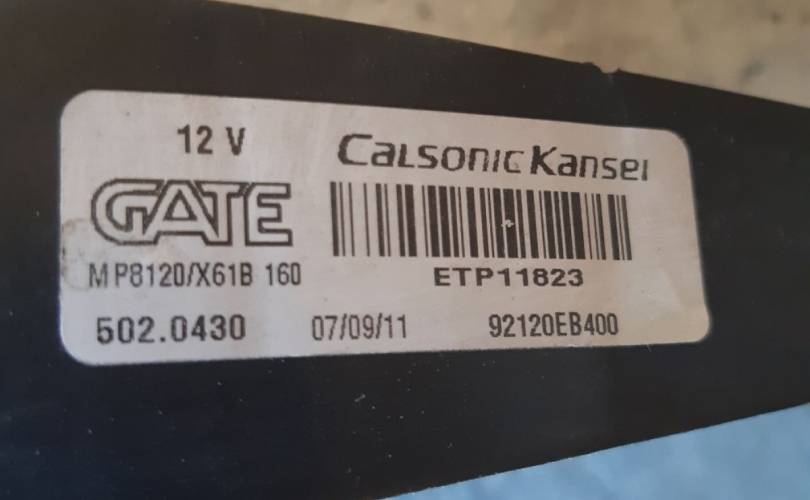 12 V
CALSONIC KANSEI
GATE
MP8120/X61B 160
ETP11823
502.0430 07/09/11 92120EB400